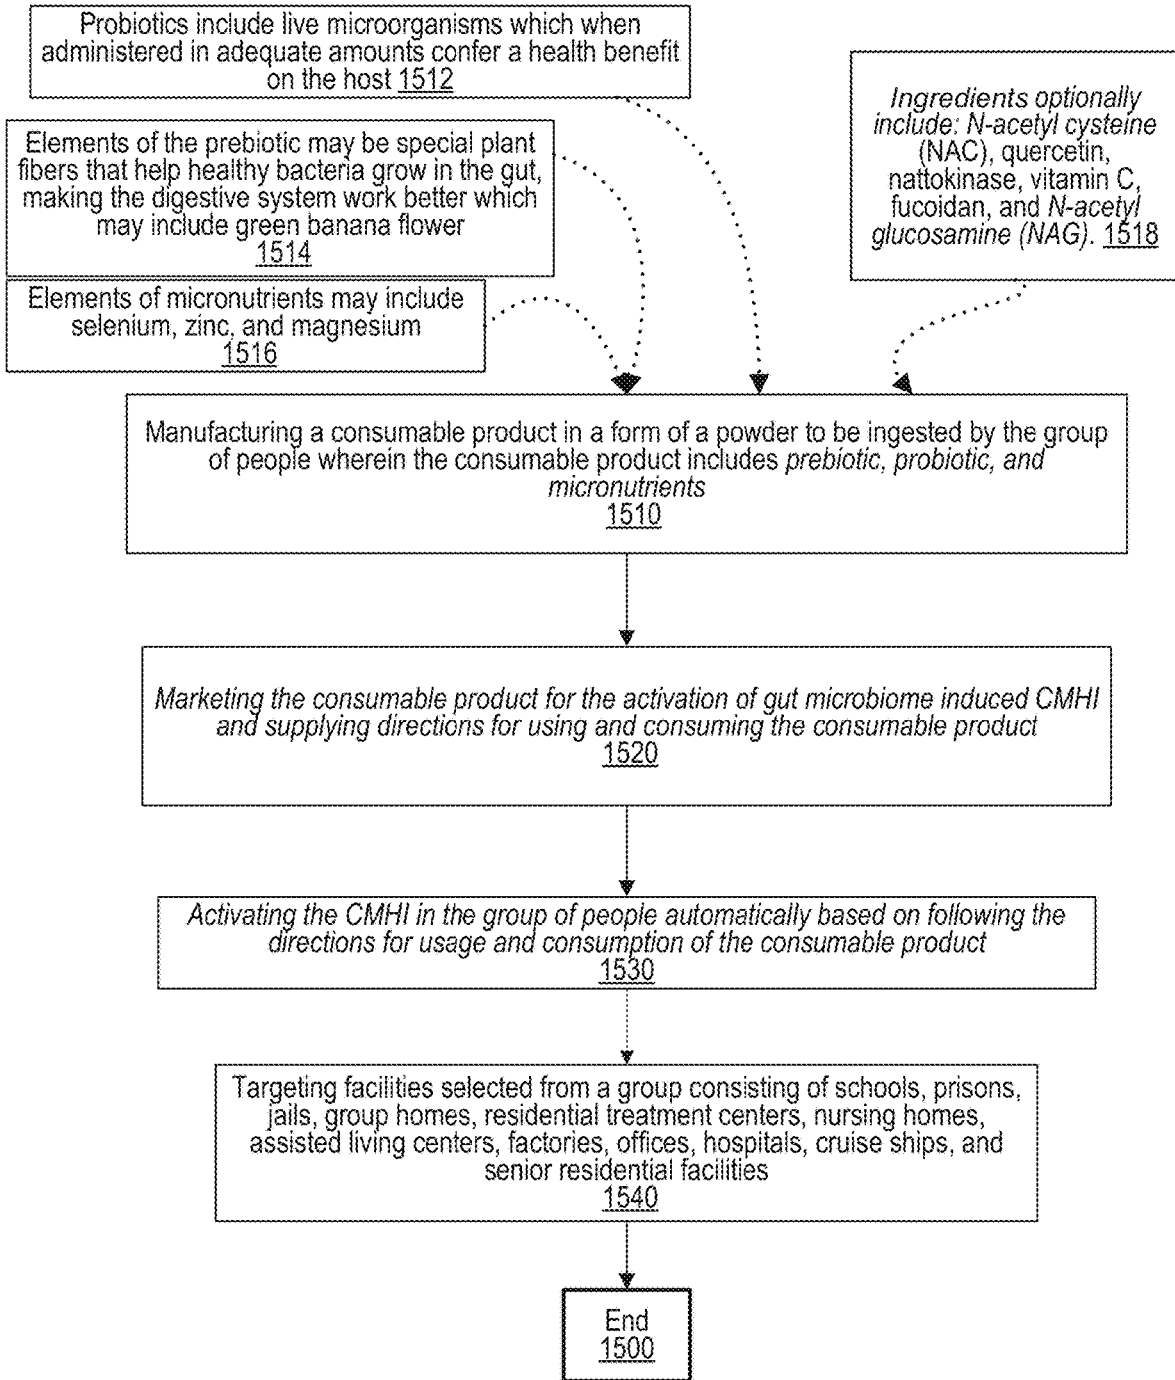 Probiotics include live microorganisms which when
administered in adequate amounts confer a health benefit
on the host 1512
Elements of the prebiotic may be special plant
fibers that help healthy bacteria grow in the gut,
making the digestive system work better which
may include green banana flower
1514
Elements of micronutrients may include
selenium, zinc, and magnesium
1516
Ingredients optionally
include: N-acetyl cysteine
(NAC), quercetin,
nattokinase, vitamin C,
fucoidan, and N-acetyl
glucosamine (NAG). 1518
Manufacturing a consumable product in a form of a powder to be ingested by the group
of people wherein the consumable product includes prebiotic, probiotic, and
micronutrients
1510
Marketing the consumable product for the activation of gut microbiome induced CMHI
and supplying directions for using and consuming the consumable product
1520
Activating the CMHI in the group of people automatically based on following the
directions for usage and consumption of the consumable product
1530
Targeting facilities selected from a group consisting of schools, prisons,
jails, group homes, residential treatment centers, nursing homes,
assisted living centers, factories, offices, hospitals, cruise ships, and
senior residential facilities
1540
End
1500